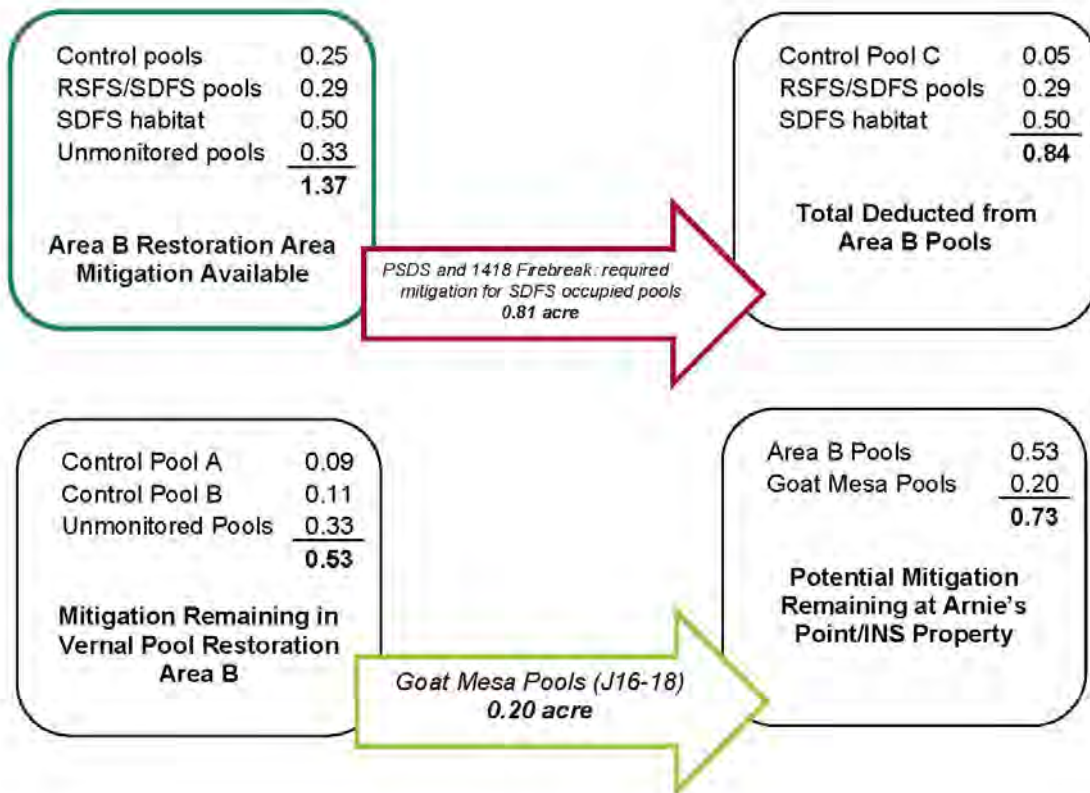 Control pools 0.25
RSFS/SDFS pools 0.29
SDFS habitat 0.50
Unmonitored pools 0.33
1.37
Area B Restoration Area
Mitigation Available
PSDS and 1418 Firebreak: required
mitigation for SDFS occupied pools
0.81 acre
Control Pool C 0.05
RSFS/SDFS pools 0.29
SDFS habitat 0.50
0.84
Total Deducted from
Area B Pools
Control Pool A 0.09
Control Pool B 0.11
Unmonitored Pools 0.33
0.53
Mitigation Remaining in
Vernal Pool Restoration
Area B
Goat Mesa Pools (J16-18)
0.20 acre
Area B Pools 0.53
Goat Mesa Pools 0.20
0.73
Potential Mitigation
Remaining at Arnie's
Point/INS Property